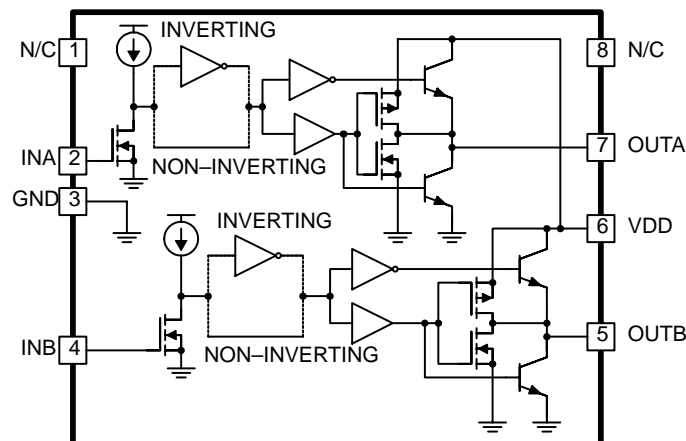 INVERTING
N/C 1
8 N/C
INA 2
7 OUTA
NON–INVERTING
GND 3
INVERTING
6 VDD
INB 4
5 OUTB
NON–INVERTING